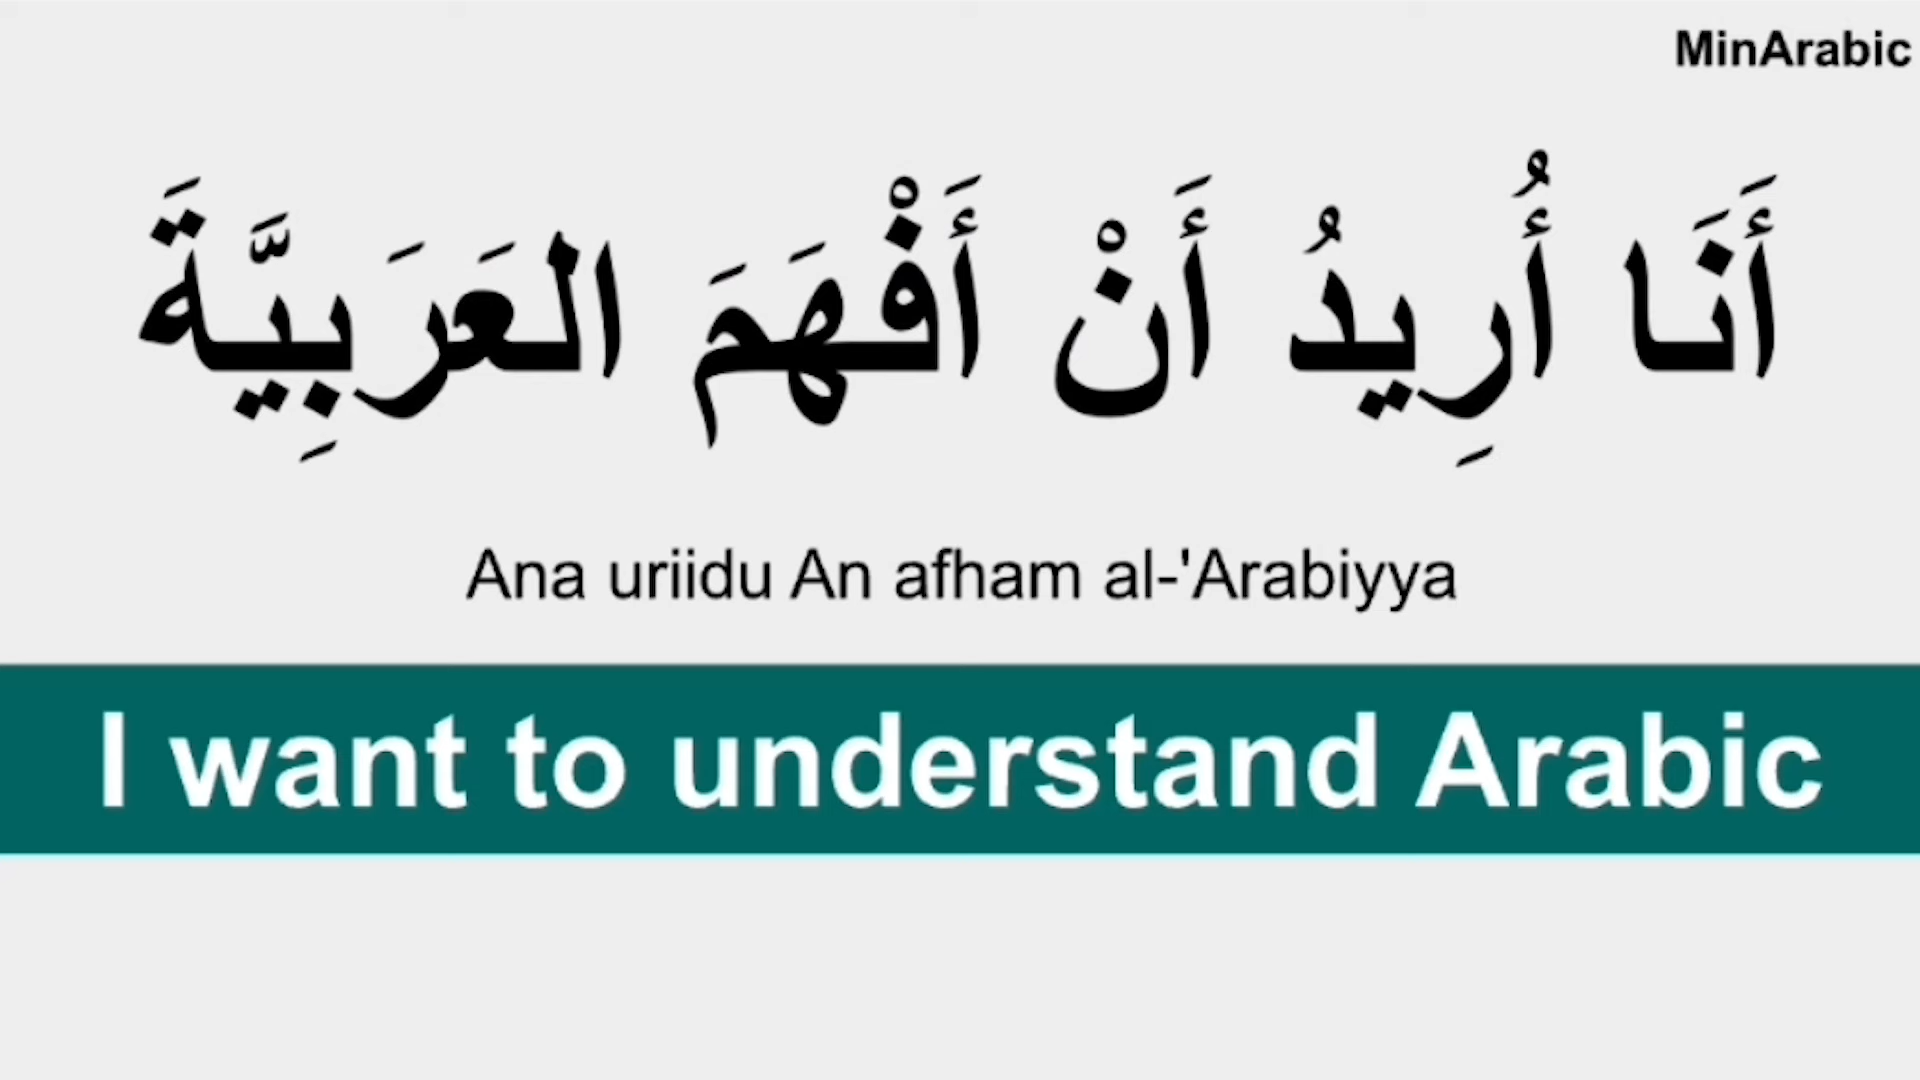 MinArabic
أَنَا أُرِيدُ أَنْ أَفْهَمَ العَرَبِيَّةَ
Ana uriidu An afham al-'Arabiyya
I want to understand Arabic